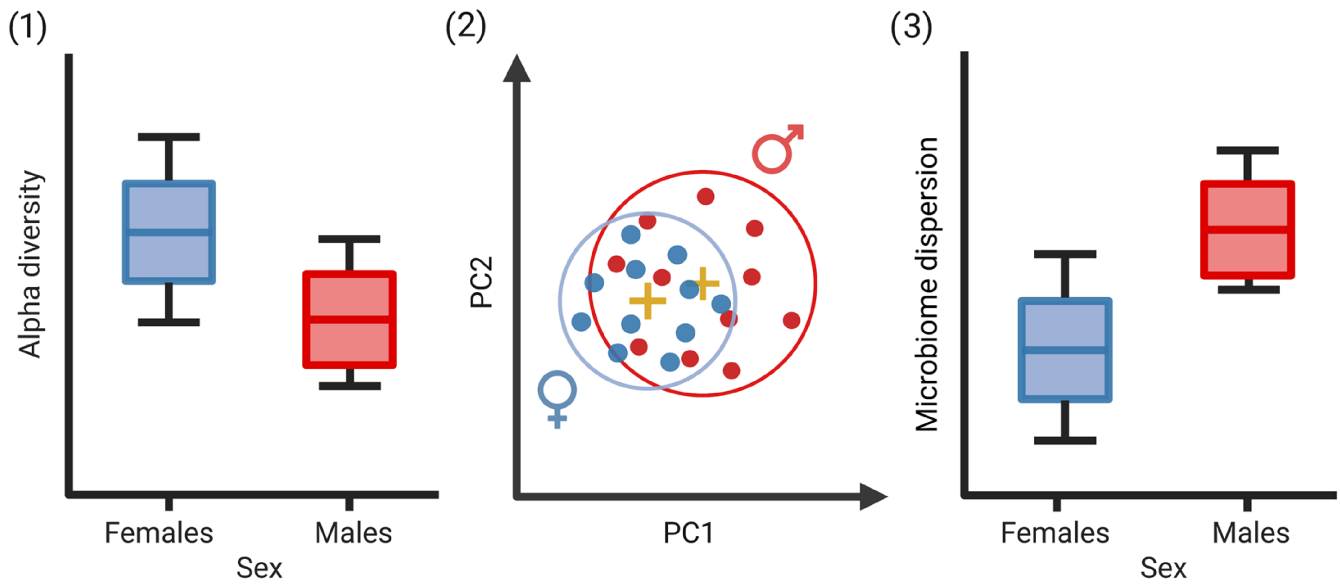 (1)
Alpha diversity
Females
Males
Sex
(2)
PC2
PC1
(3)
Microbiome dispersion
Females
Males
Sex